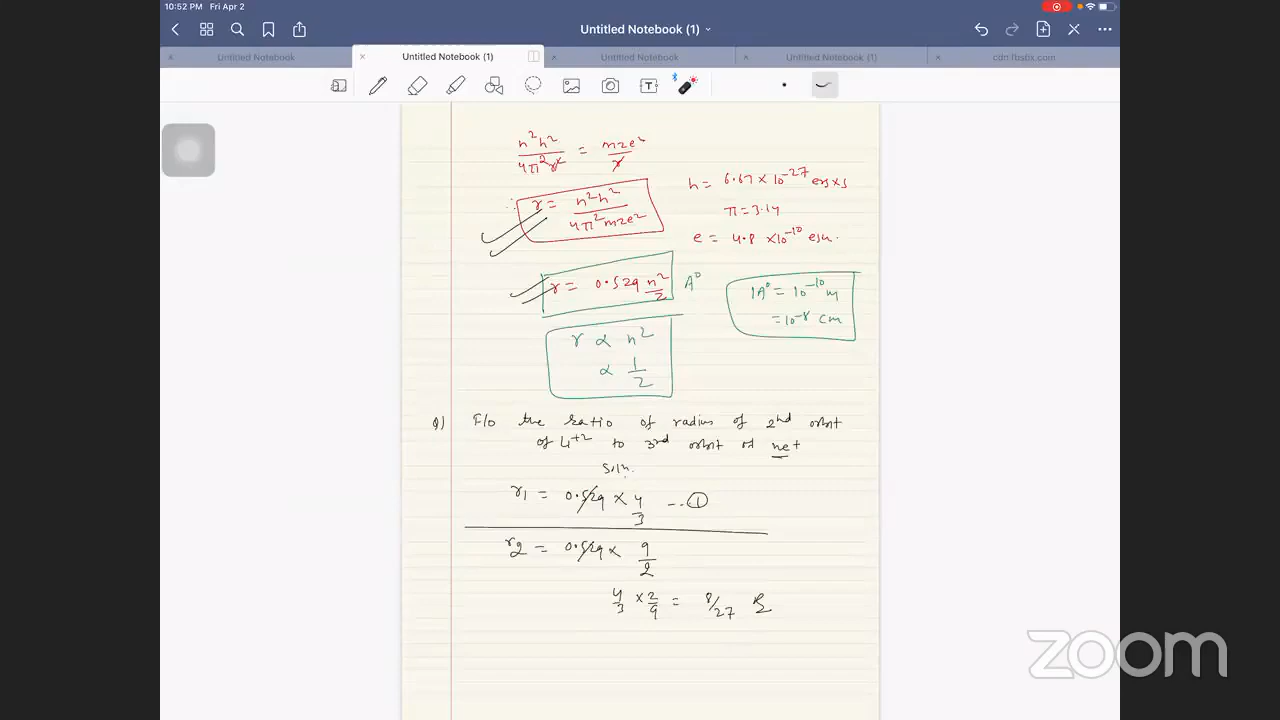 10:52 PM Fri Apr 2
Untitled Notebook (1)
Untitled Notebook
Untitled Notebook (1)
Untitled Notebook
Untitled Notebook (1)
cdn.fbsbx.com
n²h²/4π²r² = mze²/r
∴ r = n²h²/4π²mze²
h = 6.67 × 10⁻²⁷ erg × s
π = 3.14
e = 4.8 × 10⁻¹⁰ esu.
r = 0.529 n²/z A°
1A° = 10⁻¹⁰ m
= 10⁻⁸ cm
r ∝ n²
∝ 1/z
Q) F/o the ratio of radius of 2nd orbit
of Li⁺² to 3rd orbit of He+
Soln.
r1 = 0.529 × 4/3 --- ①
r2 = 0.529 × 9/2
4/3 × 2/9 = 8/27
zoom